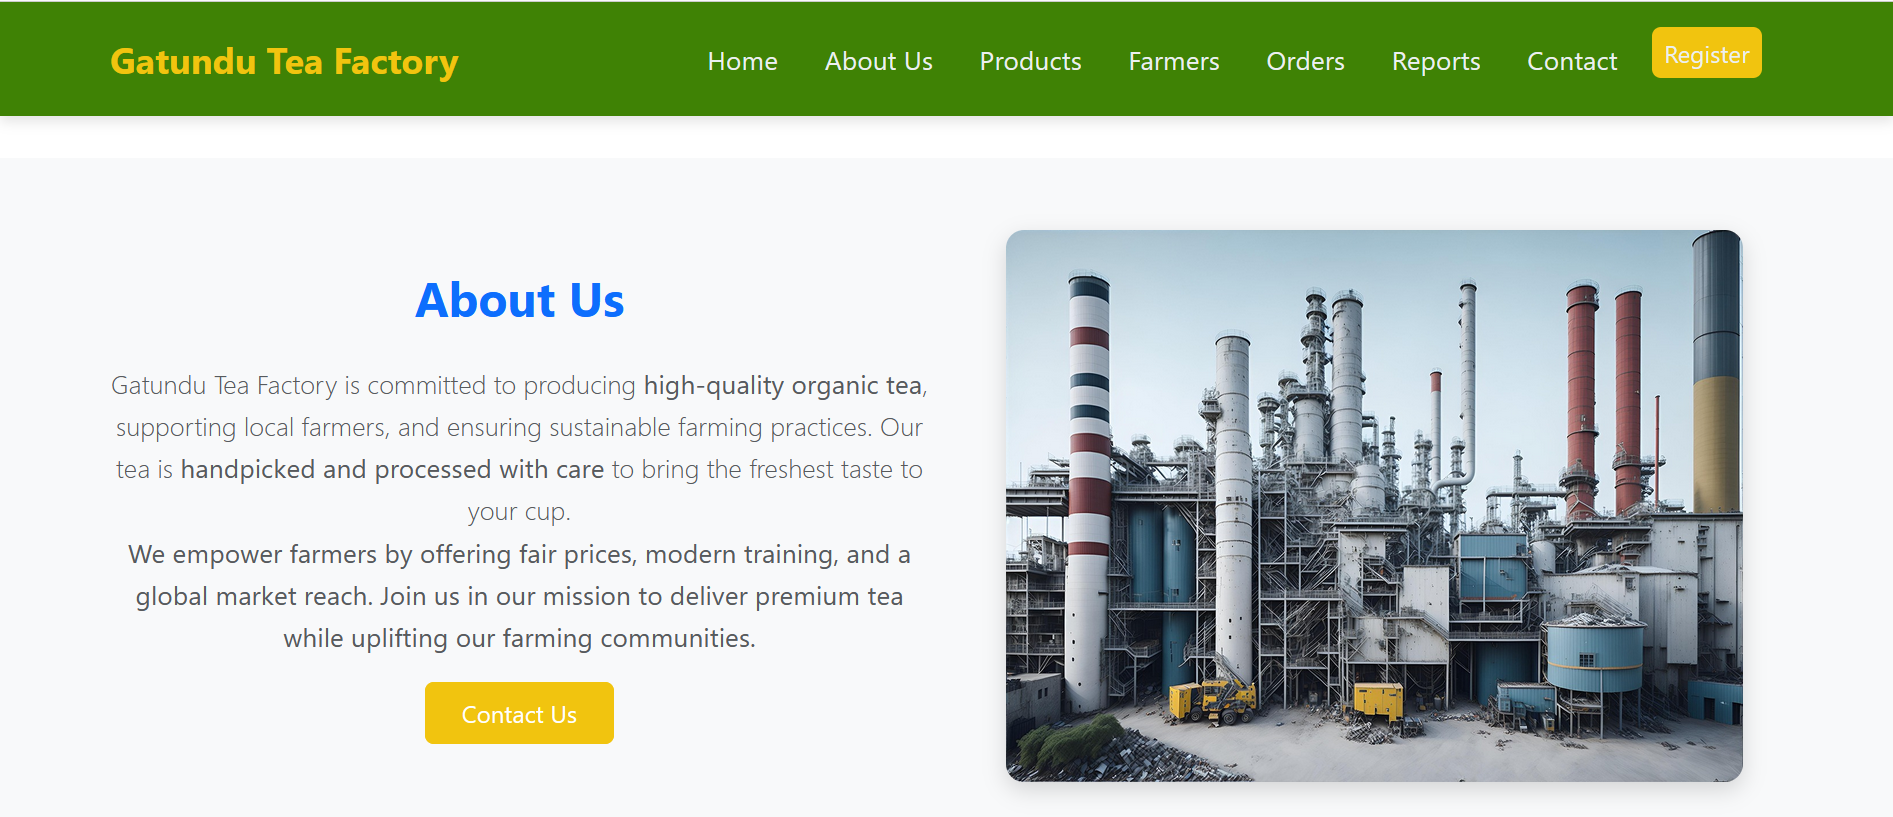 Gatundu Tea Factory
Home About Us Products Farmers Orders Reports Contact Register
About Us
Gatundu Tea Factory is committed to producing high-quality organic tea,
supporting local farmers, and ensuring sustainable farming practices. Our
tea is handpicked and processed with care to bring the freshest taste to
your cup.
We empower farmers by offering fair prices, modern training, and a
global market reach. Join us in our mission to deliver premium tea
while uplifting our farming communities.
Contact Us